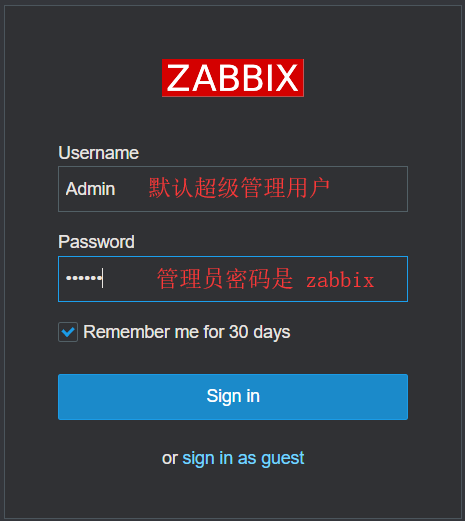 ZABBIX
Username
Admin 默认超级管理用户
Password
•••••• 管理员密码是 zabbix
Remember me for 30 days
Sign in
or sign in as guest